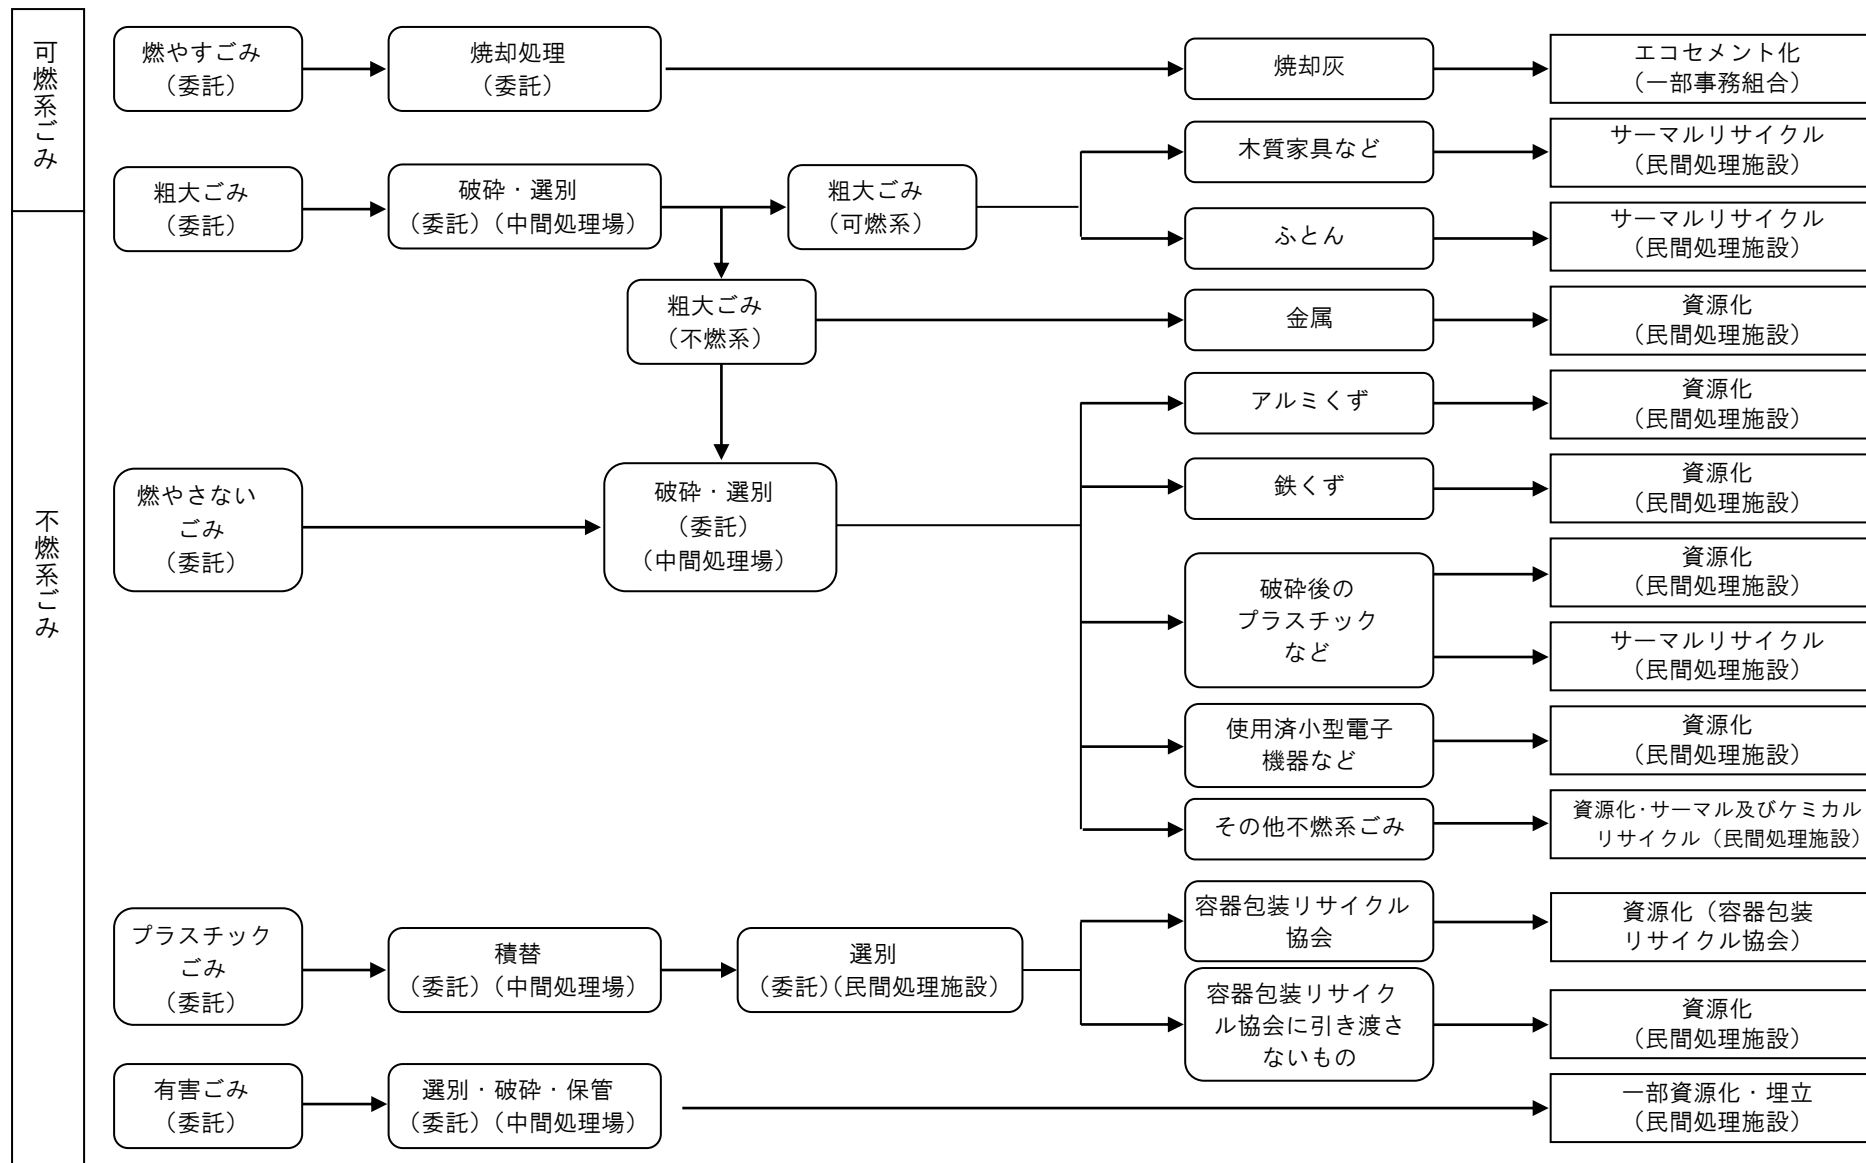 可燃系ごみ
燃やすごみ
（委託）
焼却処理
（委託）
焼却灰
エコセメント化
（一部事務組合）
粗大ごみ
（委託）
破砕・選別
（委託）（中間処理場）
粗大ごみ
（可燃系）
木質家具など
サーマルリサイクル
（民間処理施設）
ふとん
サーマルリサイクル
（民間処理施設）
不燃系ごみ
粗大ごみ
（不燃系）
金属
資源化
（民間処理施設）
燃やさない
ごみ
（委託）
破砕・選別
（委託）
（中間処理場）
アルミくず
資源化
（民間処理施設）
鉄くず
資源化
（民間処理施設）
破砕後の
プラスチック
など
資源化
（民間処理施設）
サーマルリサイクル
（民間処理施設）
使用済小型電子
機器など
資源化
（民間処理施設）
その他不燃系ごみ
資源化・サーマル及びケミカル
リサイクル（民間処理施設）
プラスチック
ごみ
（委託）
積替
（委託）（中間処理場）
選別
（委託）（民間処理施設）
容器包装リサイクル
協会
資源化（容器包装
リサイクル協会）
容器包装リサイク
ル協会に引き渡さ
ないもの
資源化
（民間処理施設）
有害ごみ
（委託）
選別・破砕・保管
（委託）（中間処理場）
一部資源化・埋立
（民間処理施設）